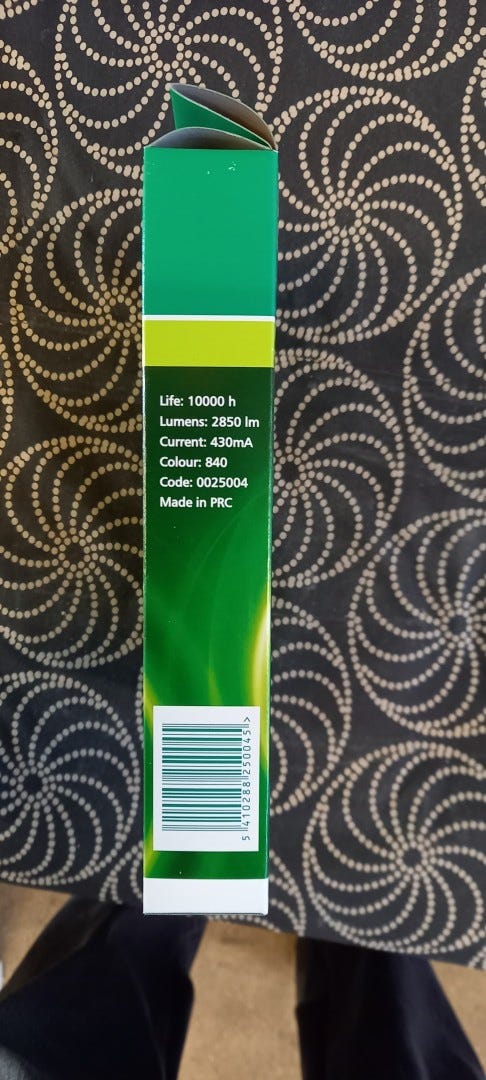 Life: 10000 h
Lumens: 2850 lm
Current: 430mA
Colour: 840
Code: 0025004
Made in PRC
5 410288 250045 >